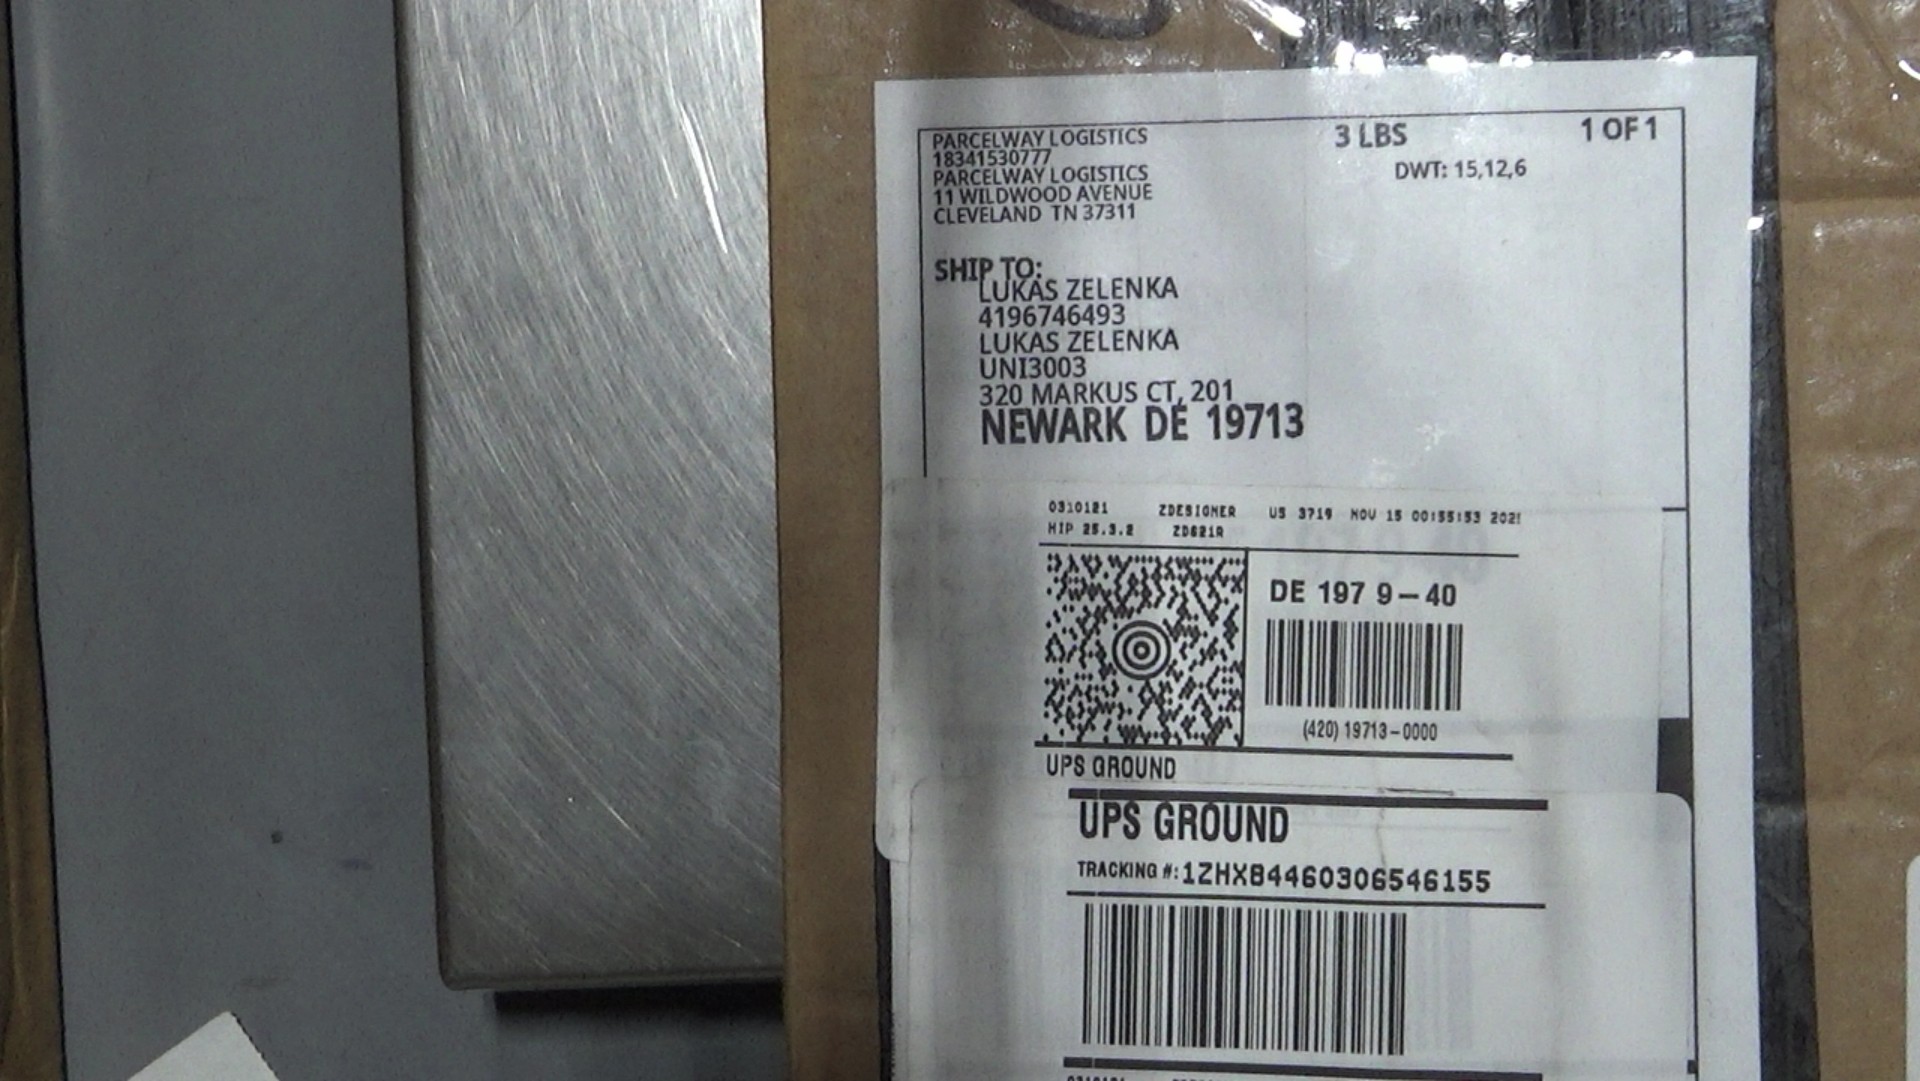 PARCELWAY LOGISTICS
18341530777
PARCELWAY LOGISTICS
11 WILDWOOD AVENUE
CLEVELAND TN 37311
3 LBS
1 OF 1
DWT: 15,12,6
SHIP TO:
LUKAS ZELENKA
4196746493
LUKAS ZELENKA
UNI3003
320 MARKUS CT, 201
NEWARK DE 19713
0310121 ZDESIGNER US 3719 NOV 15 00:55:53
HIP 25.3.2 ZD621R
DE 197 9-40
(420) 19713-0000
UPS GROUND
UPS GROUND
TRACKING #: 1ZHXB4460306546155